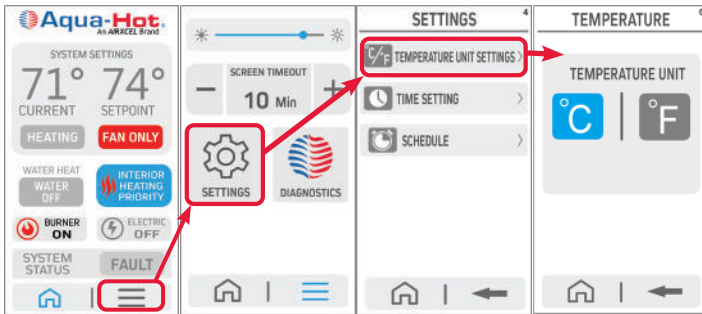 Aqua-Hot.
An AIRXCEL Brand
SYSTEM SETTINGS
71° 74°
CURRENT SETPOINT
HEATING FAN ONLY
WATER HEAT
WATER
OFF
INTERIOR
HEATING
PRIORITY
BURNER
ON
ELECTRIC
OFF
SYSTEM
STATUS
FAULT
SCREEN TIMEOUT
− 10 Min +
SETTINGS
DIAGNOSTICS
SETTINGS
4
°C/°F TEMPERATURE UNIT SETTINGS >
TIME SETTING >
SCHEDULE >
TEMPERATURE
TEMPERATURE UNIT
°C | °F